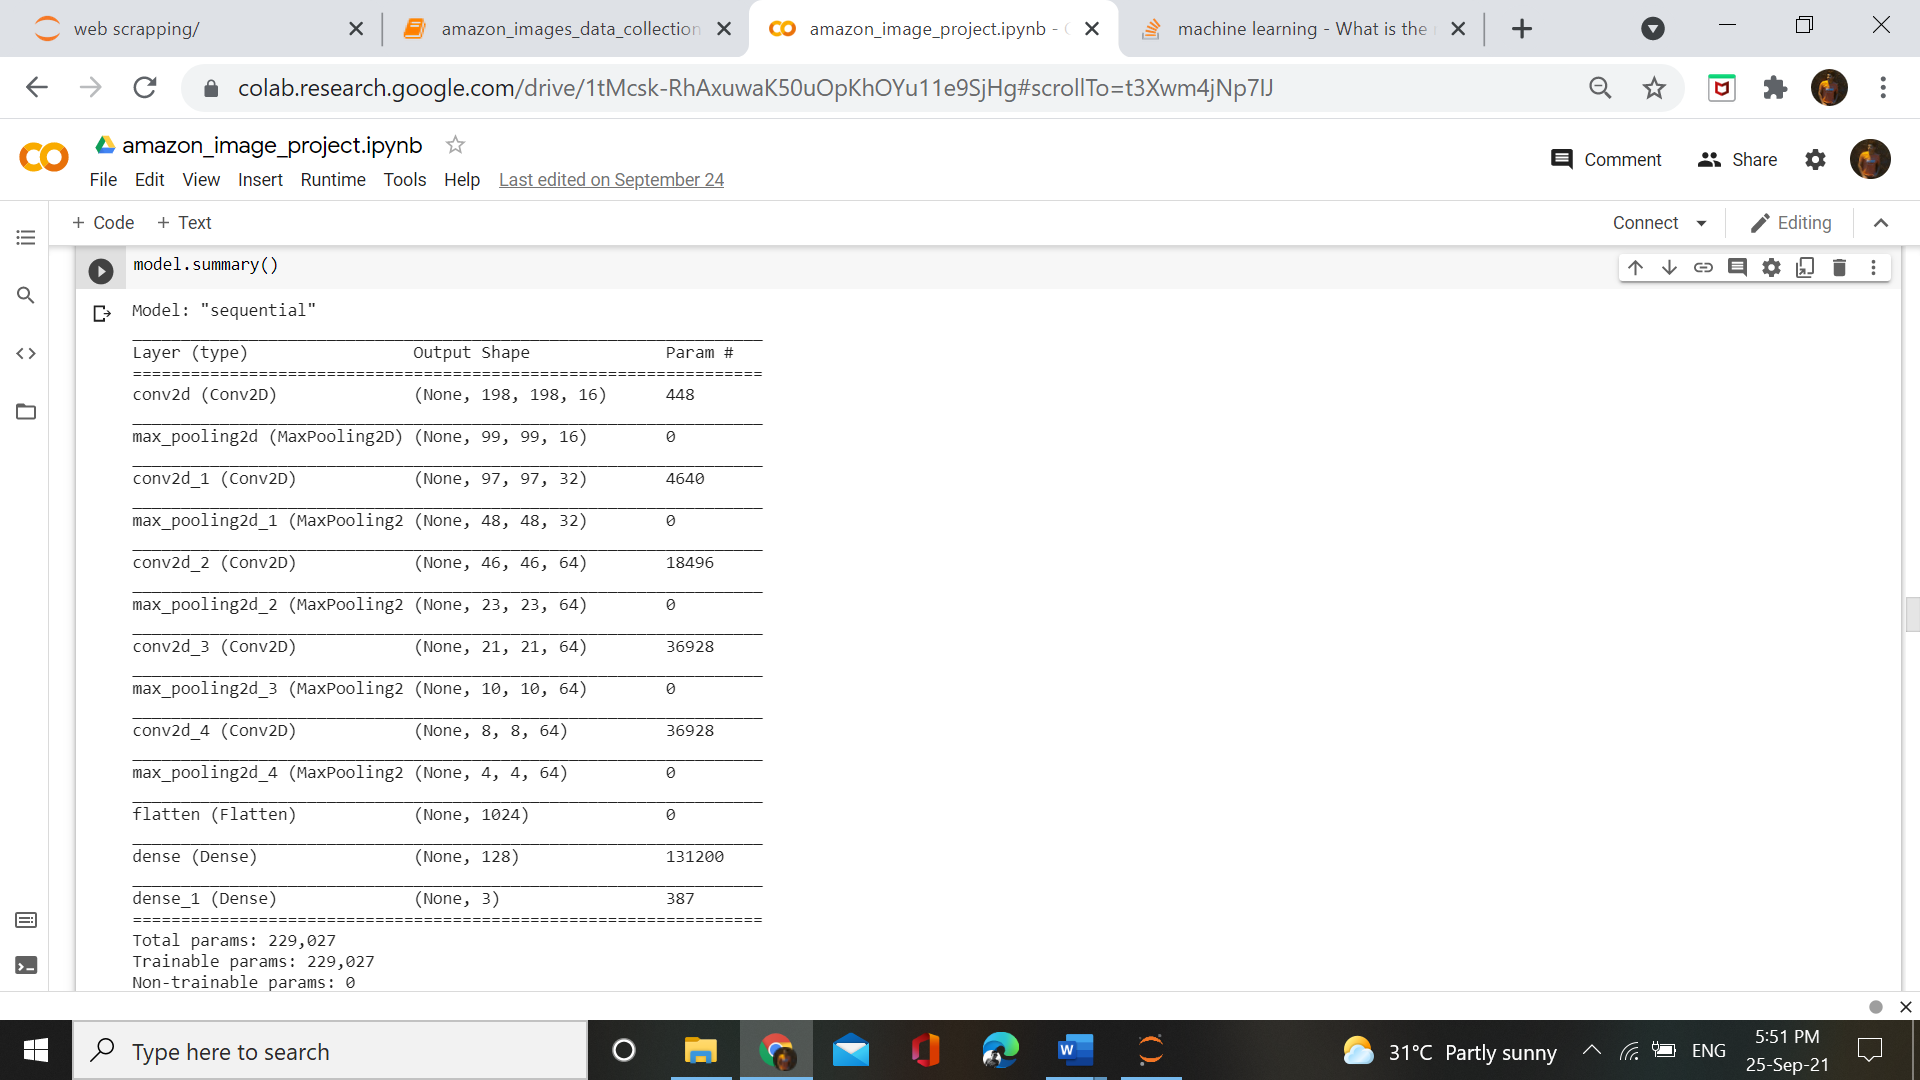 web scrapping/
amazon_images_data_collection
amazon_image_project.ipynb -
machine learning - What is the
colab.research.google.com/drive/1tMcsk-RhAxuwaK50uOpKhOYu11e9SjHg#scrollTo=t3Xwm4jNp7IJ
amazon_image_project.ipynb
Comment
Share
File Edit View Insert Runtime Tools Help Last edited on September 24
+ Code + Text
Connect
Editing
model.summary()
Model: "sequential"
Layer (type) Output Shape Param #
=================================================================
conv2d (Conv2D) (None, 198, 198, 16) 448
max_pooling2d (MaxPooling2D) (None, 99, 99, 16) 0
conv2d_1 (Conv2D) (None, 97, 97, 32) 4640
max_pooling2d_1 (MaxPooling2 (None, 48, 48, 32) 0
conv2d_2 (Conv2D) (None, 46, 46, 64) 18496
max_pooling2d_2 (MaxPooling2 (None, 23, 23, 64) 0
conv2d_3 (Conv2D) (None, 21, 21, 64) 36928
max_pooling2d_3 (MaxPooling2 (None, 10, 10, 64) 0
conv2d_4 (Conv2D) (None, 8, 8, 64) 36928
max_pooling2d_4 (MaxPooling2 (None, 4, 4, 64) 0
flatten (Flatten) (None, 1024) 0
dense (Dense) (None, 128) 131200
dense_1 (Dense) (None, 3) 387
=================================================================
Total params: 229,027
Trainable params: 229,027
Non-trainable params: 0
Type here to search
31°C Partly sunny
ENG
5:51 PM
25-Sep-21